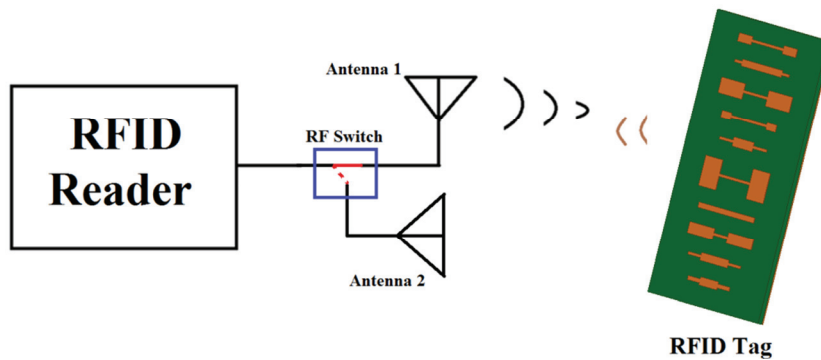 RFID
Reader
Antenna 1
RF Switch
Antenna 2
RFID Tag